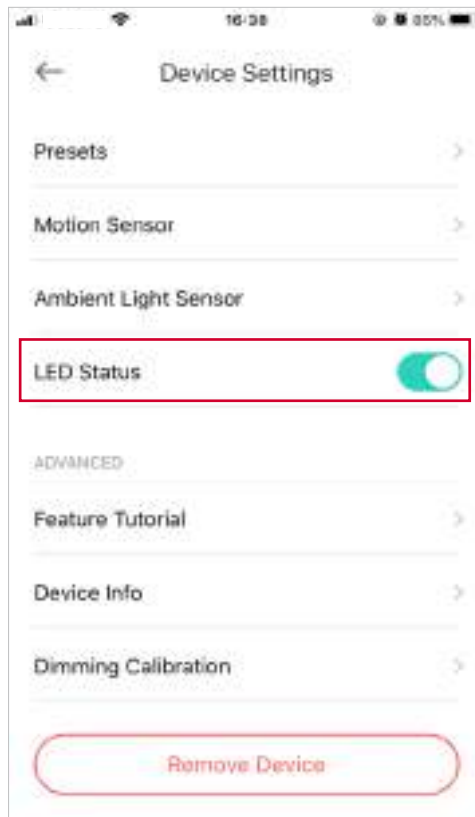 16:38
Device Settings
Presets
Motion Sensor
Ambient Light Sensor
LED Status
ADVANCED
Feature Tutorial
Device Info
Dimming Calibration
Remove Device